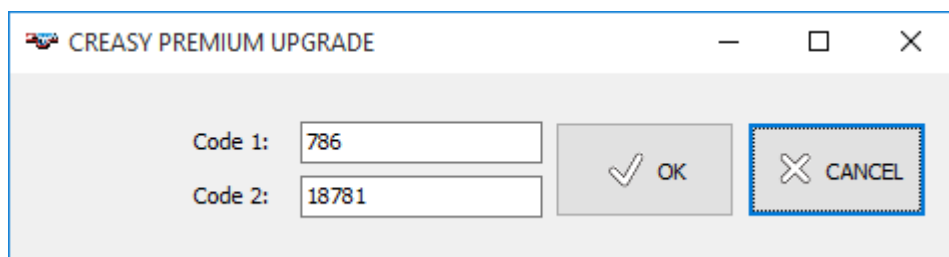 CREASY PREMIUM UPGRADE
Code 1: 786
Code 2: 18781
OK
CANCEL